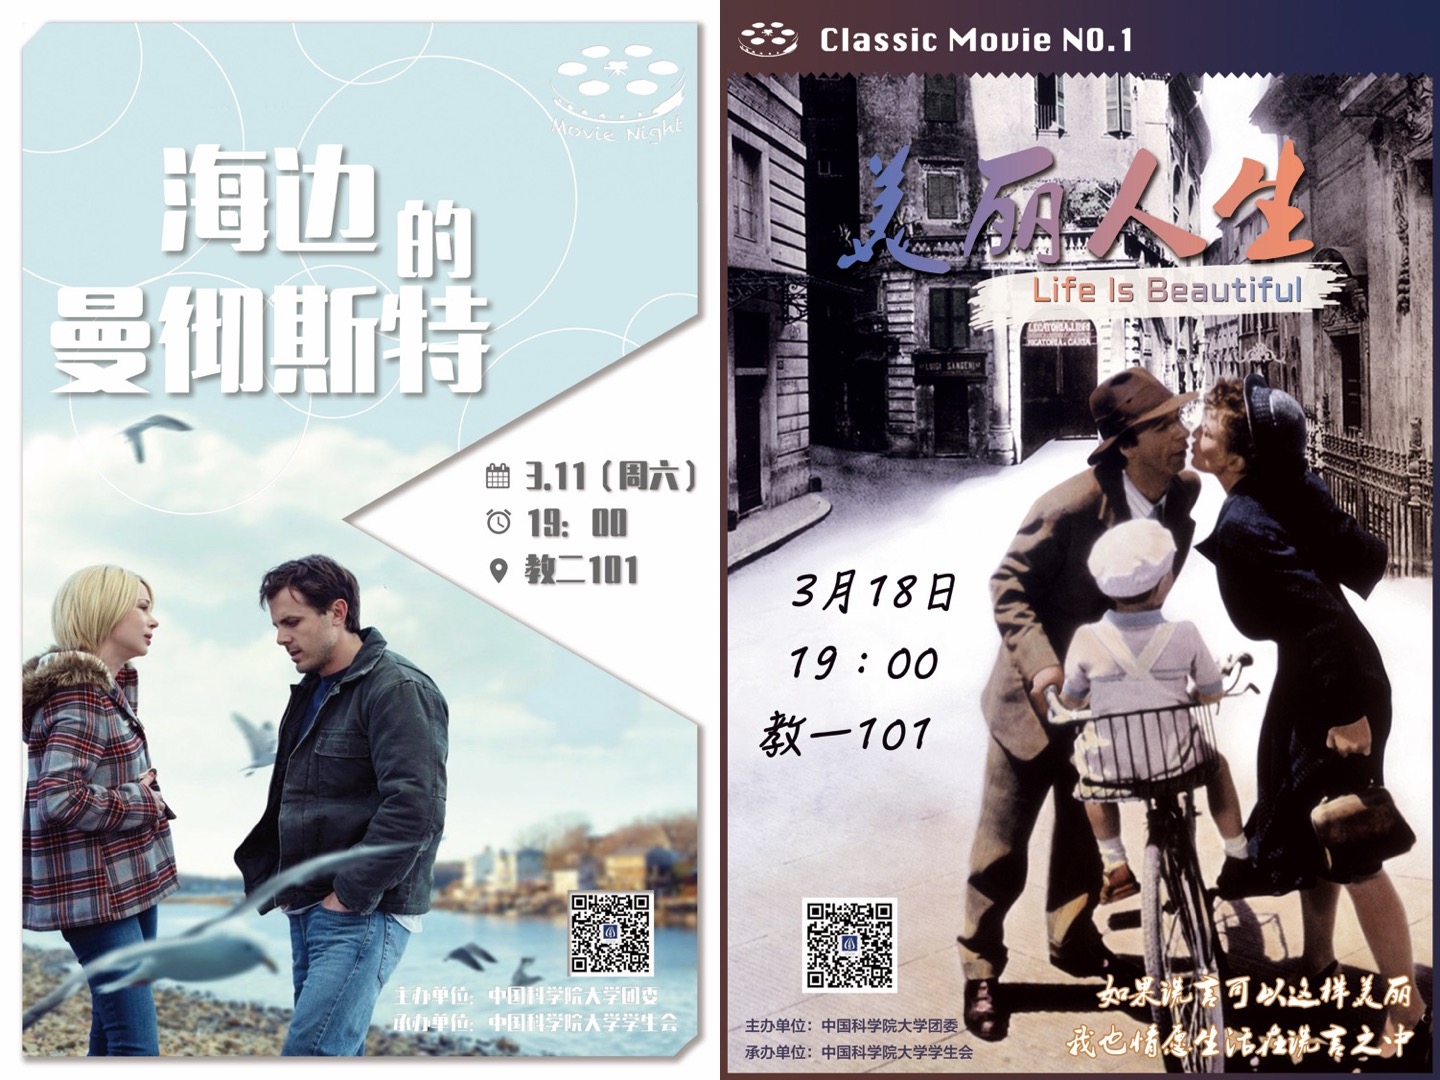 Movie Night
海边的
曼彻斯特
3.11（周六）
19：00
教二101
主办单位：中国科学院大学团委
承办单位：中国科学院大学学生会
Classic Movie NO.1
美丽人生
Life Is Beautiful
LEGATORIA LIBRI
LUIGI SANGENI
3月18日
19：00
教一101
如果谎言可以这样美丽
我也情愿生活在谎言之中
主办单位：中国科学院大学团委
承办单位：中国科学院大学学生会